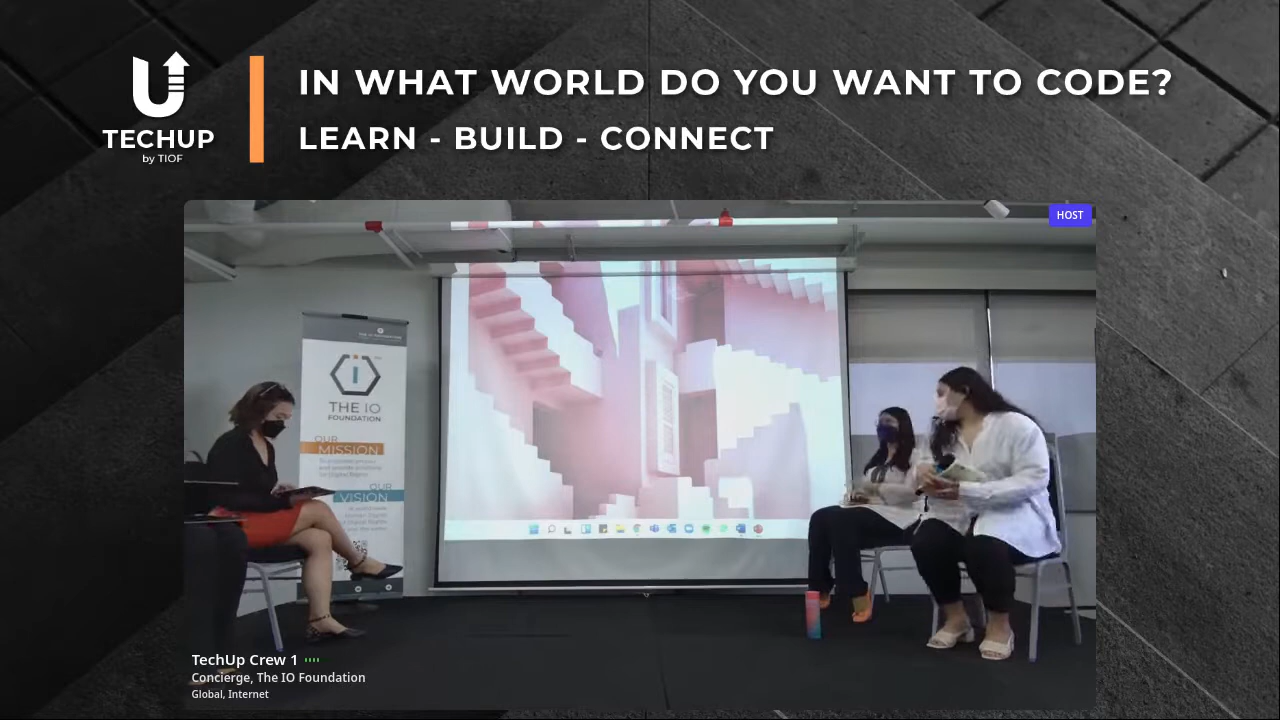 IN WHAT WORLD DO YOU WANT TO CODE?
LEARN - BUILD - CONNECT
TECHUP
by TIOF
HOST
THE IO
FOUNDATION
OUR
MISSION
OUR
VISION
TechUp Crew 1
Concierge, The IO Foundation
Global, Internet